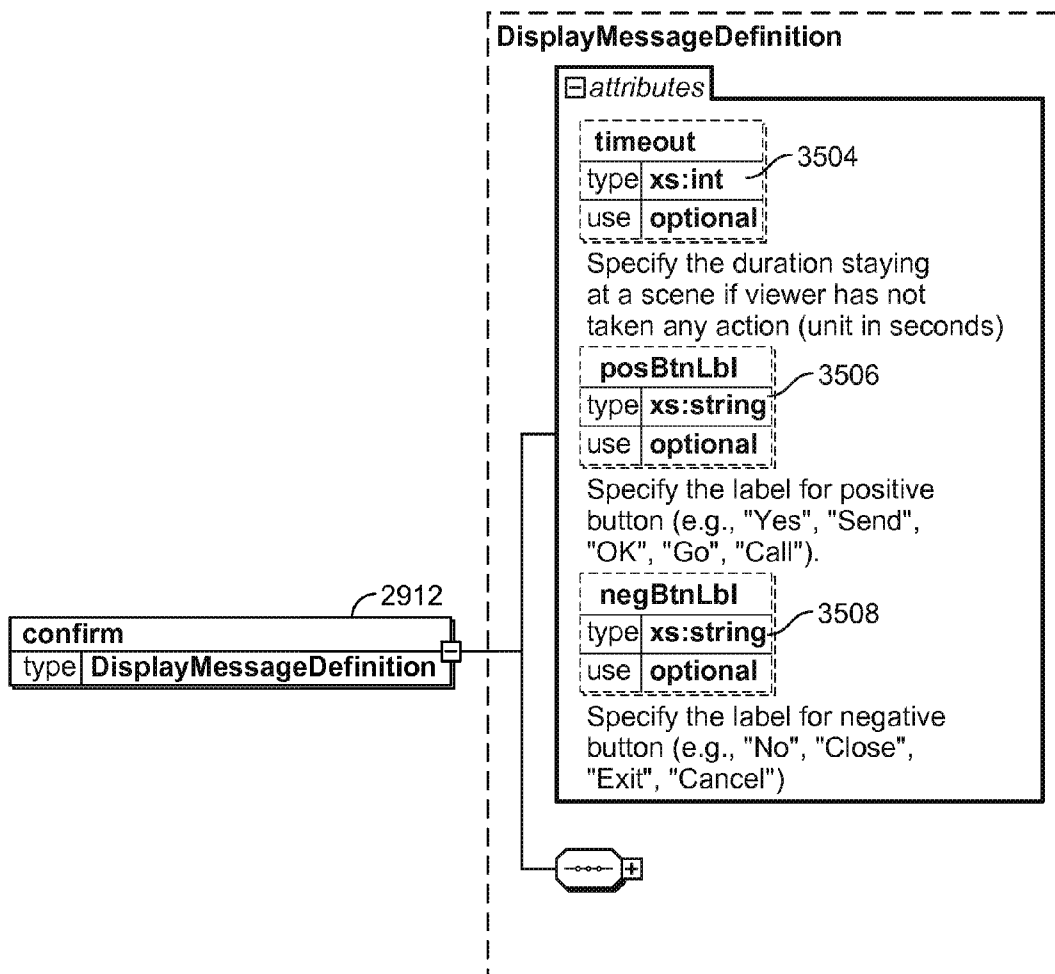 DisplayMessageDefinition
attributes
timeout
3504
type xs:int
use optional
Specify the duration staying
at a scene if viewer has not
taken any action (unit in seconds)
posBtnLbl
3506
type xs:string
use optional
Specify the label for positive
button (e.g., "Yes", "Send",
"OK", "Go", "Call").
negBtnLbl
3508
type xs:string
use optional
Specify the label for negative
button (e.g., "No", "Close",
"Exit", "Cancel")
2912
confirm
type DisplayMessageDefinition